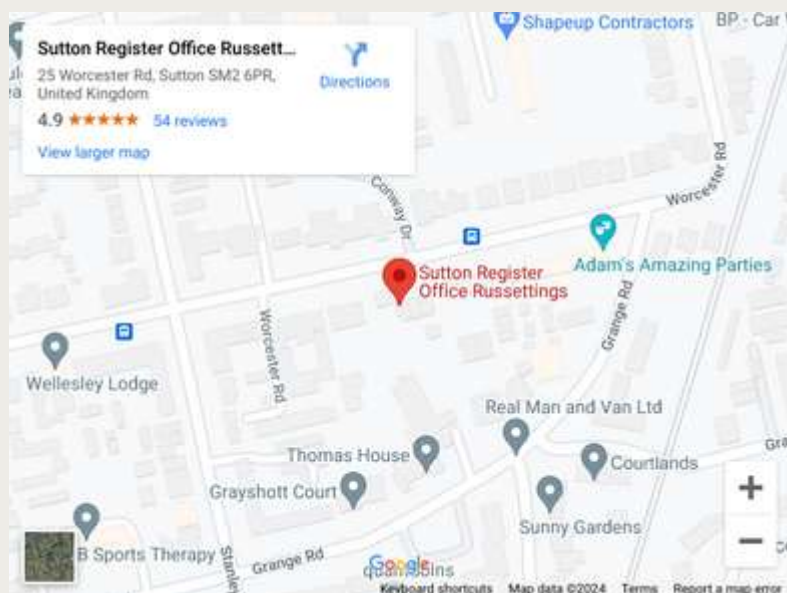 Shapeup Contractors
BP - Car
Sutton Register Office Russett...
25 Worcester Rd, Sutton SM2 6PR,
United Kingdom
4.9 ★★★★★ 54 reviews
View larger map
Directions
Conway Dr
Worcester Rd
Sutton Register
Office Russettings
Adam's Amazing Parties
Grange Rd
Worcester Rd
Wellesley Lodge
Real Man and Van Ltd
Thomas House
Courtlands
Grayshott Court
Sunny Gardens
B Sports Therapy
Stanley
Grange Rd
Google
Keyboard shortcuts Map data ©2024 Terms Report a map error